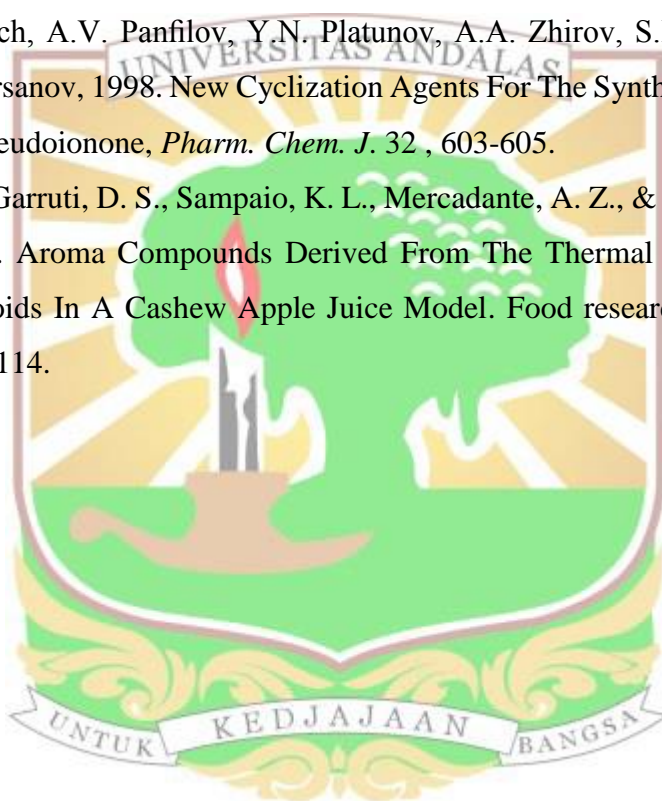 ch, A.V. Panfilov, Y.N. Platunov, A.A. Zhirov, S.
UNIVERSITAS ANDALAS
rsanov, 1998. New Cyclization Agents For The Synth
eudoionone, Pharm. Chem. J. 32 , 603-605.
Garruti, D. S., Sampaio, K. L., Mercadante, A. Z., &
. Aroma Compounds Derived From The Thermal
oids In A Cashew Apple Juice Model. Food resear
114.
UNTUK KEDJAJAAN BANGSA